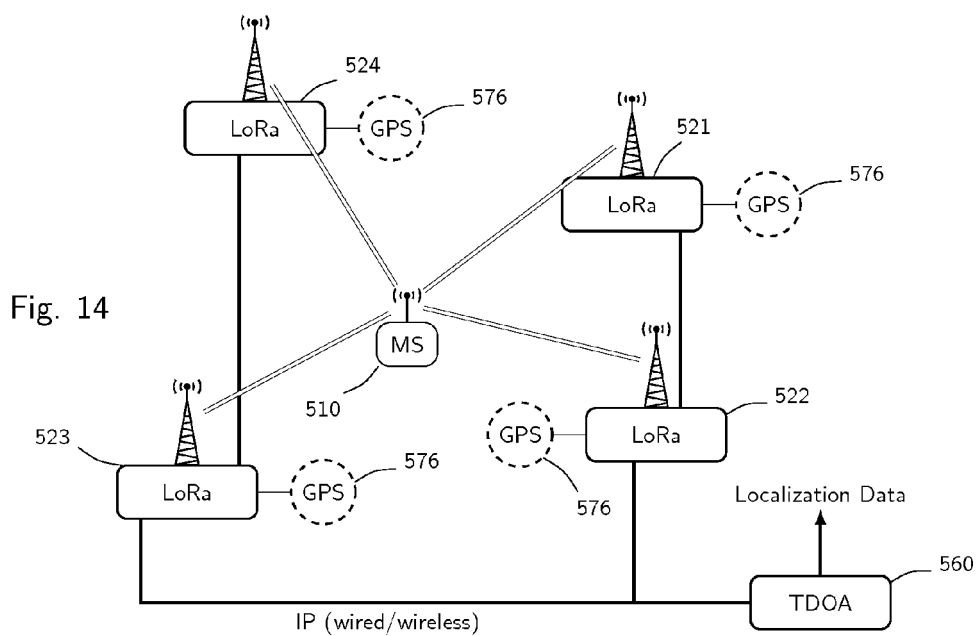 524
LoRa
GPS
576
521
LoRa
GPS
576
Fig. 14
MS
510
522
LoRa
GPS
576
523
LoRa
GPS
576
Localization Data
560
TDOA
IP (wired/wireless)